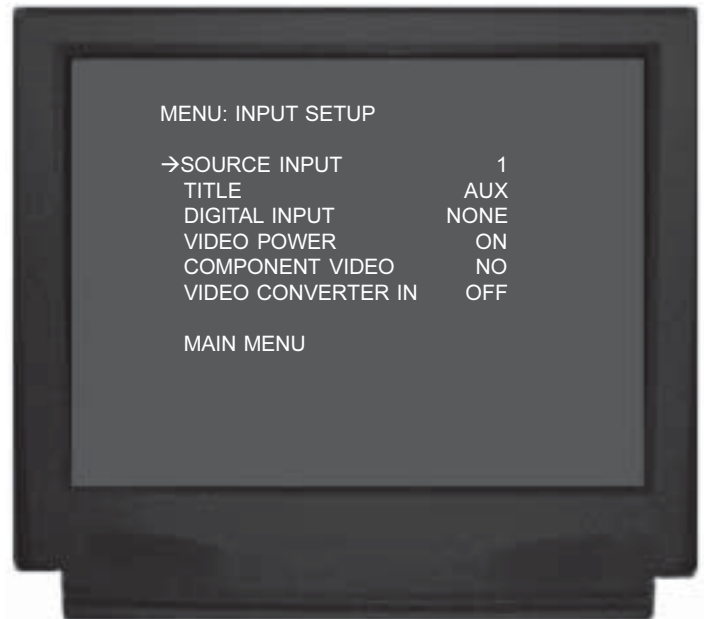 MENU: INPUT SETUP
→SOURCE INPUT 1
TITLE AUX
DIGITAL INPUT NONE
VIDEO POWER ON
COMPONENT VIDEO NO
VIDEO CONVERTER IN OFF
MAIN MENU